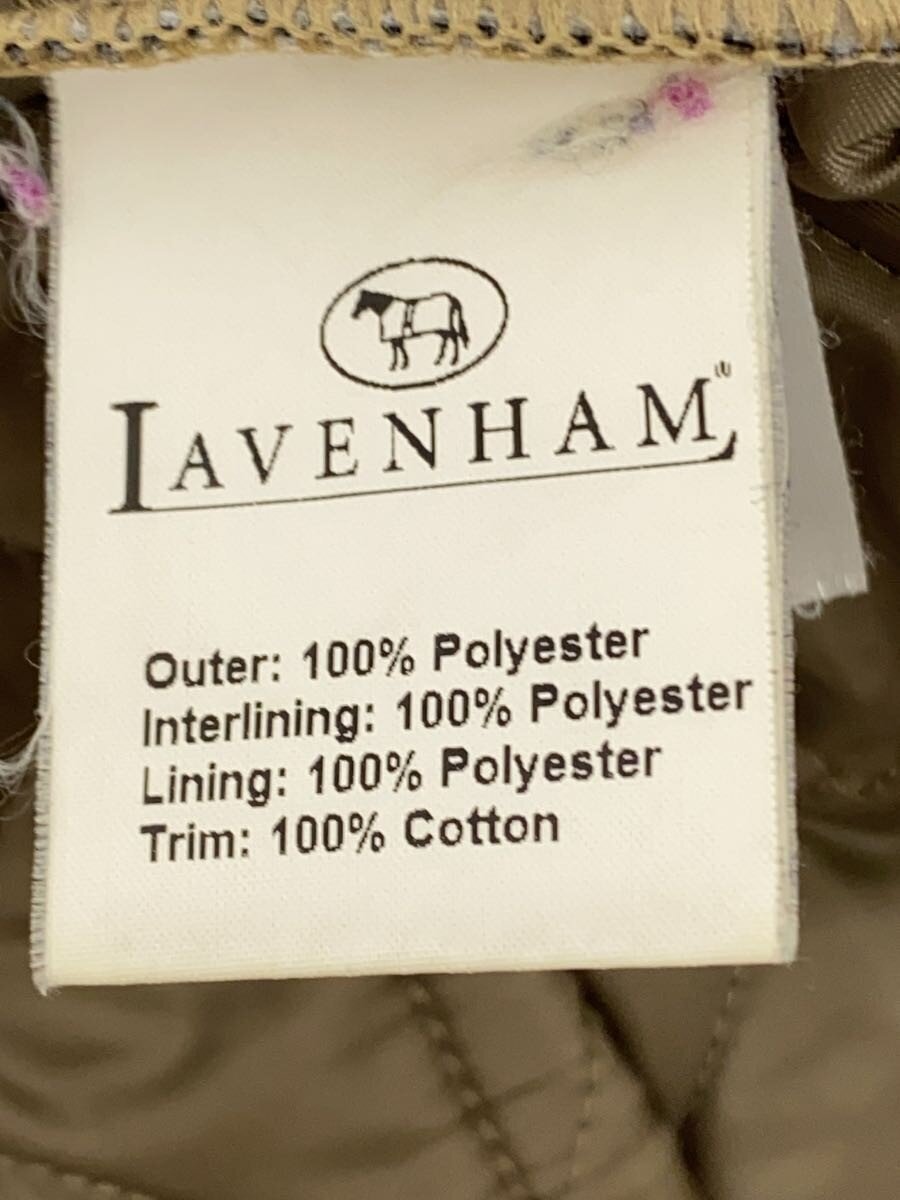 LAVENHAM
Outer: 100% Polyester
Interlining: 100% Polyester
Lining: 100% Polyester
Trim: 100% Cotton